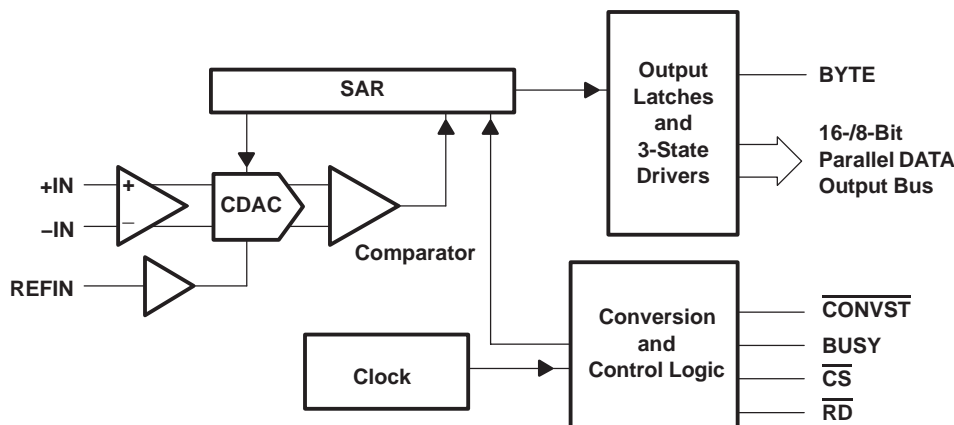 SAR
Output
Latches
and
3-State
Drivers
BYTE
16-/8-Bit
Parallel DATA
Output Bus
+IN
−IN
+
−
CDAC
Comparator
REFIN
Clock
Conversion
and
Control Logic
CONVST
BUSY
CS
RD